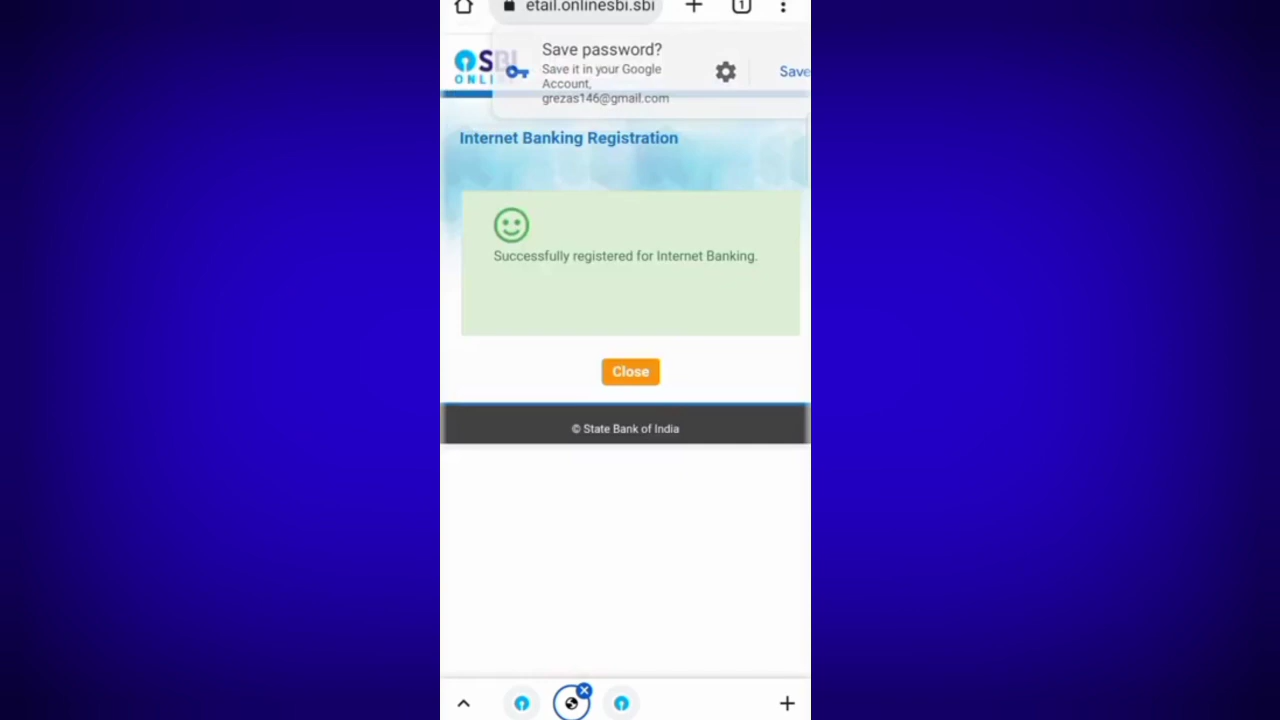 etail.onlinesbi.sbi
1
Save password?
SBI
Save it in your Google
Save
Account,
ONLI
grezas146@gmail.com
Internet Banking Registration
Successfully registered for Internet Banking.
Close
© State Bank of India